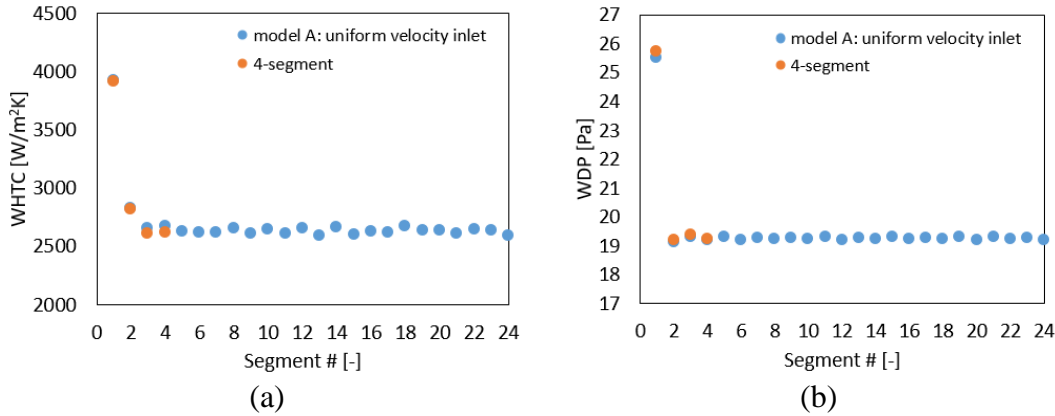 (a)
4500
4000
3500
3000
2500
2000
WHTC [W/m²K]
model A: uniform velocity inlet
4-segment
0 2 4 6 8 10 12 14 16 18 20 22 24
Segment # [-]
(a)
(b)
27
26
25
24
23
22
21
20
19
18
17
WDP [Pa]
model A: uniform velocity inlet
4-segment
0 2 4 6 8 10 12 14 16 18 20 22 24
Segment # [-]
(b)